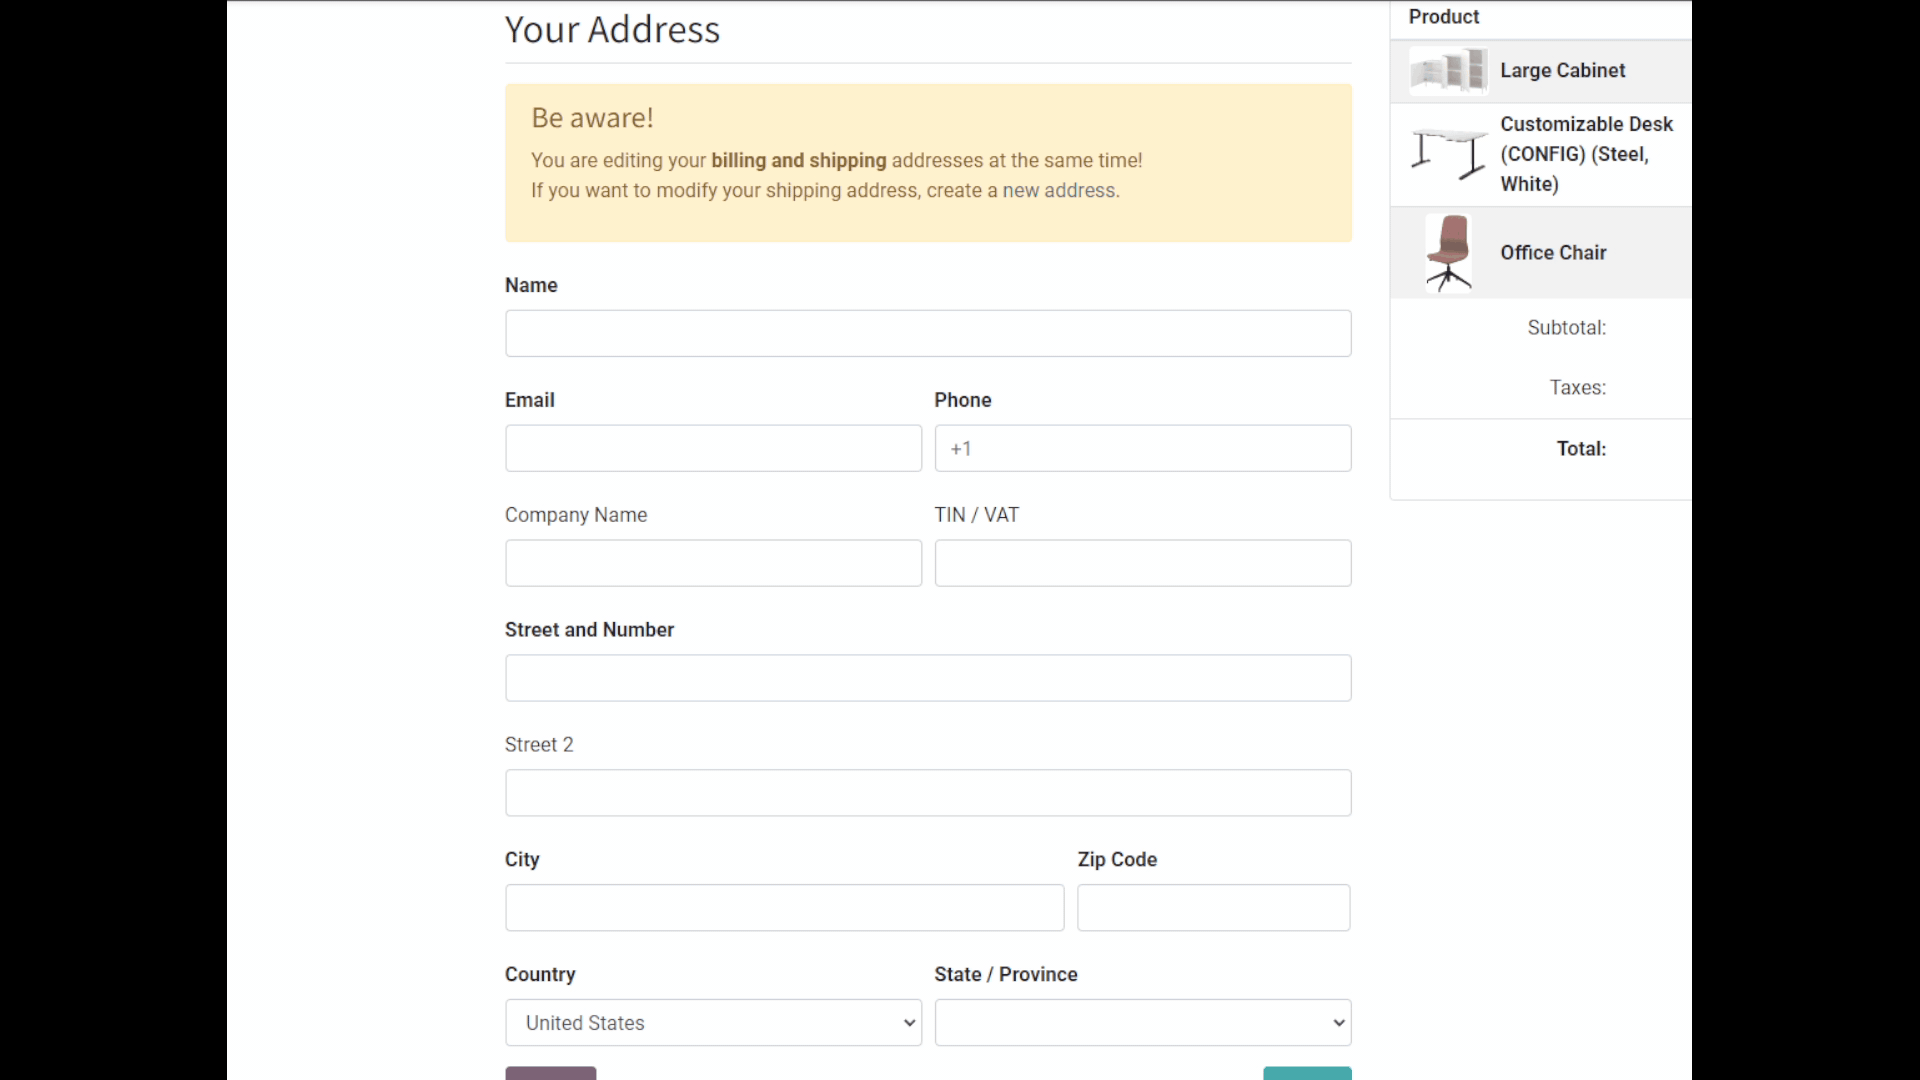 Your Address
Be aware!
You are editing your billing and shipping addresses at the same time!
If you want to modify your shipping address, create a new address.
Name
Email
Phone
+1
Company Name
TIN / VAT
Street and Number
Street 2
City
Zip Code
Country
State / Province
United States
Product
Large Cabinet
Customizable Desk
(CONFIG) (Steel,
White)
Office Chair
Subtotal:
Taxes:
Total: